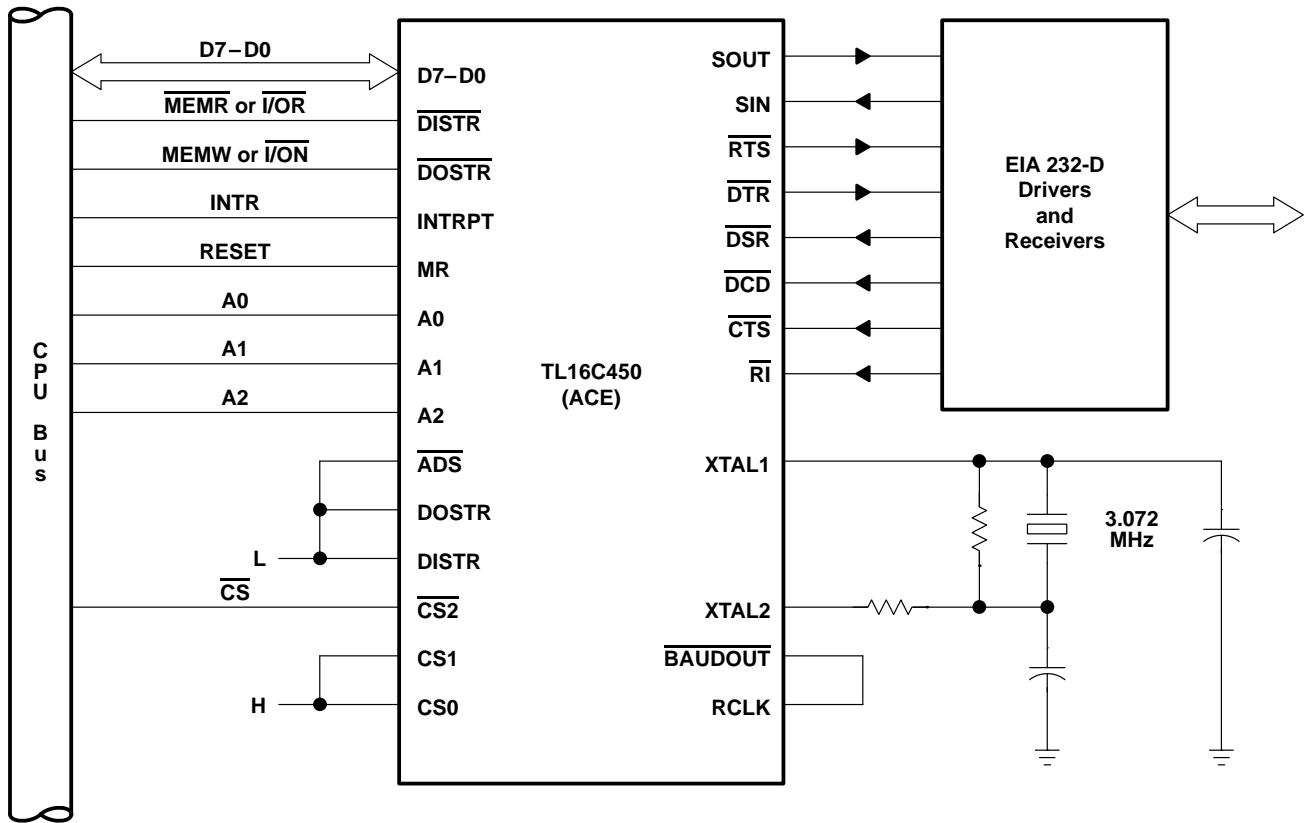 D7–D0
MEMR or I/OR
MEMW or I/ON
INTR
RESET
A0
A1
A2
L
CS
H
CPU Bus
D7–D0
DISTR
DOSTR
INTRPT
MR
A0
A1
A2
ADS
DOSTR
DISTR
CS2
CS1
CS0
TL16C450
(ACE)
SOUT
SIN
RTS
DTR
DSR
DCD
CTS
RI
XTAL1
XTAL2
BAUDOUT
RCLK
EIA 232-D
Drivers
and
Receivers
3.072
MHz